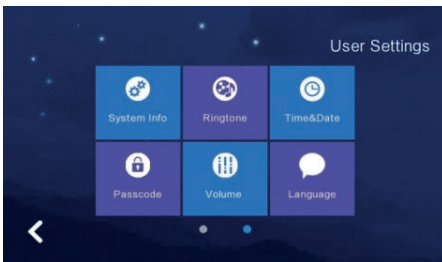 User Settings
System Info
Ringtone
Time&Date
Passcode
Volume
Language